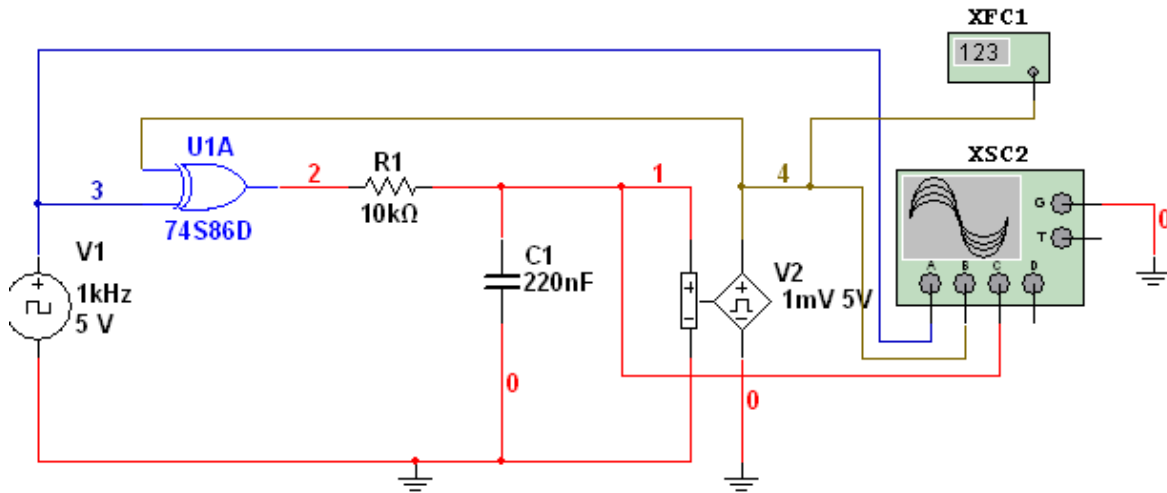 XFC1
123
U1A
3
74S86D
2
R1
10kΩ
1
4
XSC2
G
T
A B C D
0
V1
1kHz
5 V
C1
220nF
V2
1mV 5V
0
0